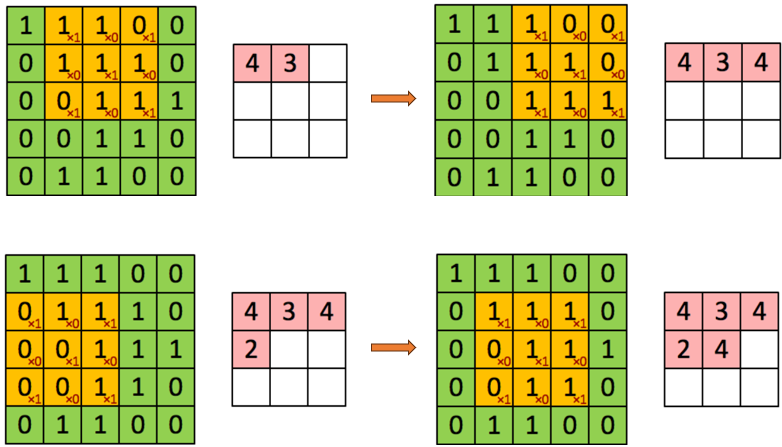 1 1×1 1×0 0×1 0
0 1×0 1×1 1×0 0
0 0×1 1×0 1×1 1
0 0 1 1 0
0 1 1 0 0
4 3
1 1 1×1 0×0 0×1
0 1 1×0 1×1 0×0
0 0 1×1 1×0 1×1
0 0 1 1 0
0 1 1 0 0
4 3 4
1 1 1 0 0
0×1 1×0 1×1 1 0
0×0 0×1 1×0 1 1
0×1 0×0 1×1 1 0
0 1 1 0 0
4 3 4
2
1 1 1 0 0
0 1×1 1×0 1×1 0
0 0×0 1×1 1×0 1
0 0×1 1×0 1×1 0
0 1 1 0 0
4 3 4
2 4